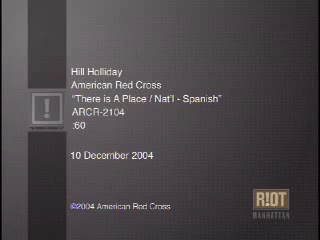 Hill Holliday
American Red Cross
"There is A Place / Nat'l - Spanish"
ARCR-2104
:60
10 December 2004
©2004 American Red Cross
R!OT
MANHATTAN